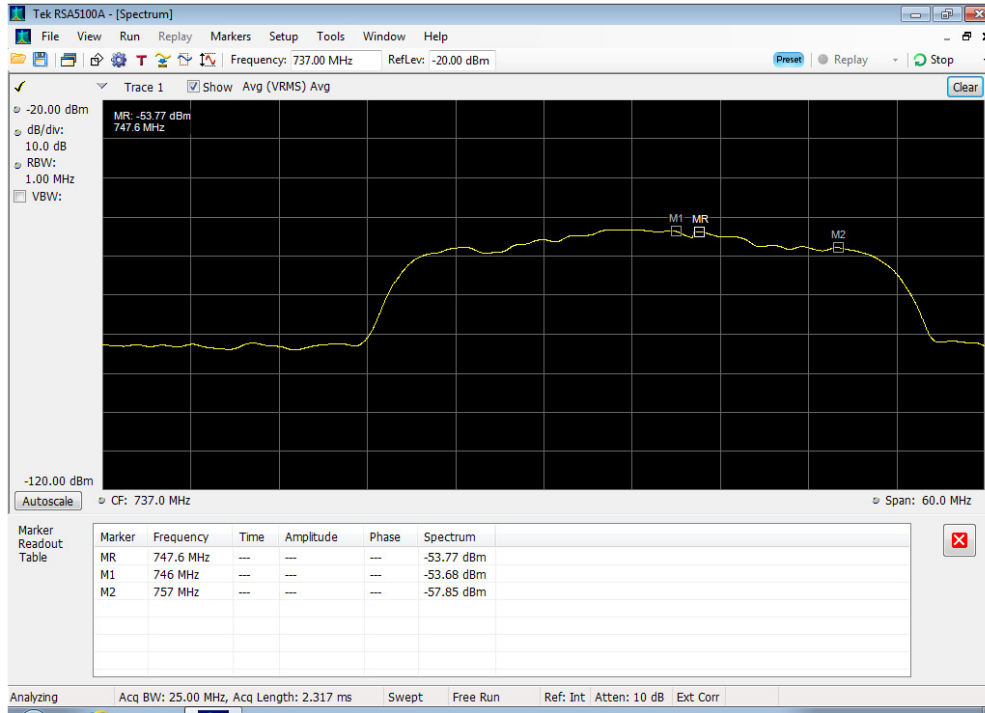 Tek RSA5100A - [Spectrum]
File View Run Replay Markers Setup Tools Window Help
Frequency: 737.00 MHz RefLev: -20.00 dBm Preset Replay Stop
Trace 1 Show Avg (VRMS) Avg Clear
-20.00 dBm
dB/div:
10.0 dB
RBW:
1.00 MHz
VBW:
MR: -53.77 dBm
747.6 MHz
M1 MR
M2
-120.00 dBm
Autoscale CF: 737.0 MHz Span: 60.0 MHz
Marker
Readout
Table
Marker Frequency Time Amplitude Phase Spectrum
MR 747.6 MHz --- --- --- -53.77 dBm
M1 746 MHz --- --- --- -53.68 dBm
M2 757 MHz --- --- --- -57.85 dBm
Analyzing Acq BW: 25.00 MHz, Acq Length: 2.317 ms Swept Free Run Ref: Int Atten: 10 dB Ext Corr